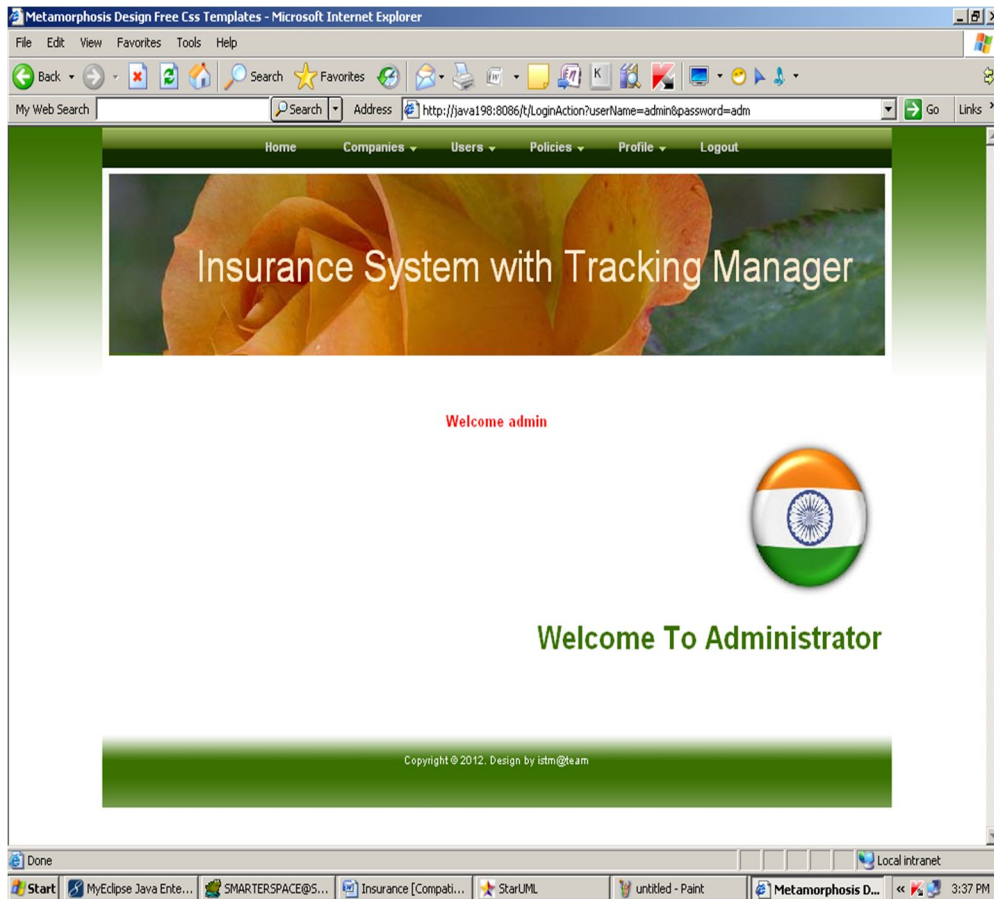 Metamorphosis Design Free Css Templates - Microsoft Internet Explorer
File Edit View Favorites Tools Help
Back Search Favorites K
My Web Search Search Address http://java198:8086/t/LoginAction?userName=admin&password=adm Go Links
Home Companies Users Policies Profile Logout
Insurance System with Tracking Manager
Welcome admin
Welcome To Administrator
Copyright © 2012. Design by istm@team
Done Local intranet
Start MyEclipse Java Ente... SMARTERSPACE@S... Insurance [Compati... StarUML untitled - Paint Metamorphosis D... « 3:37 PM